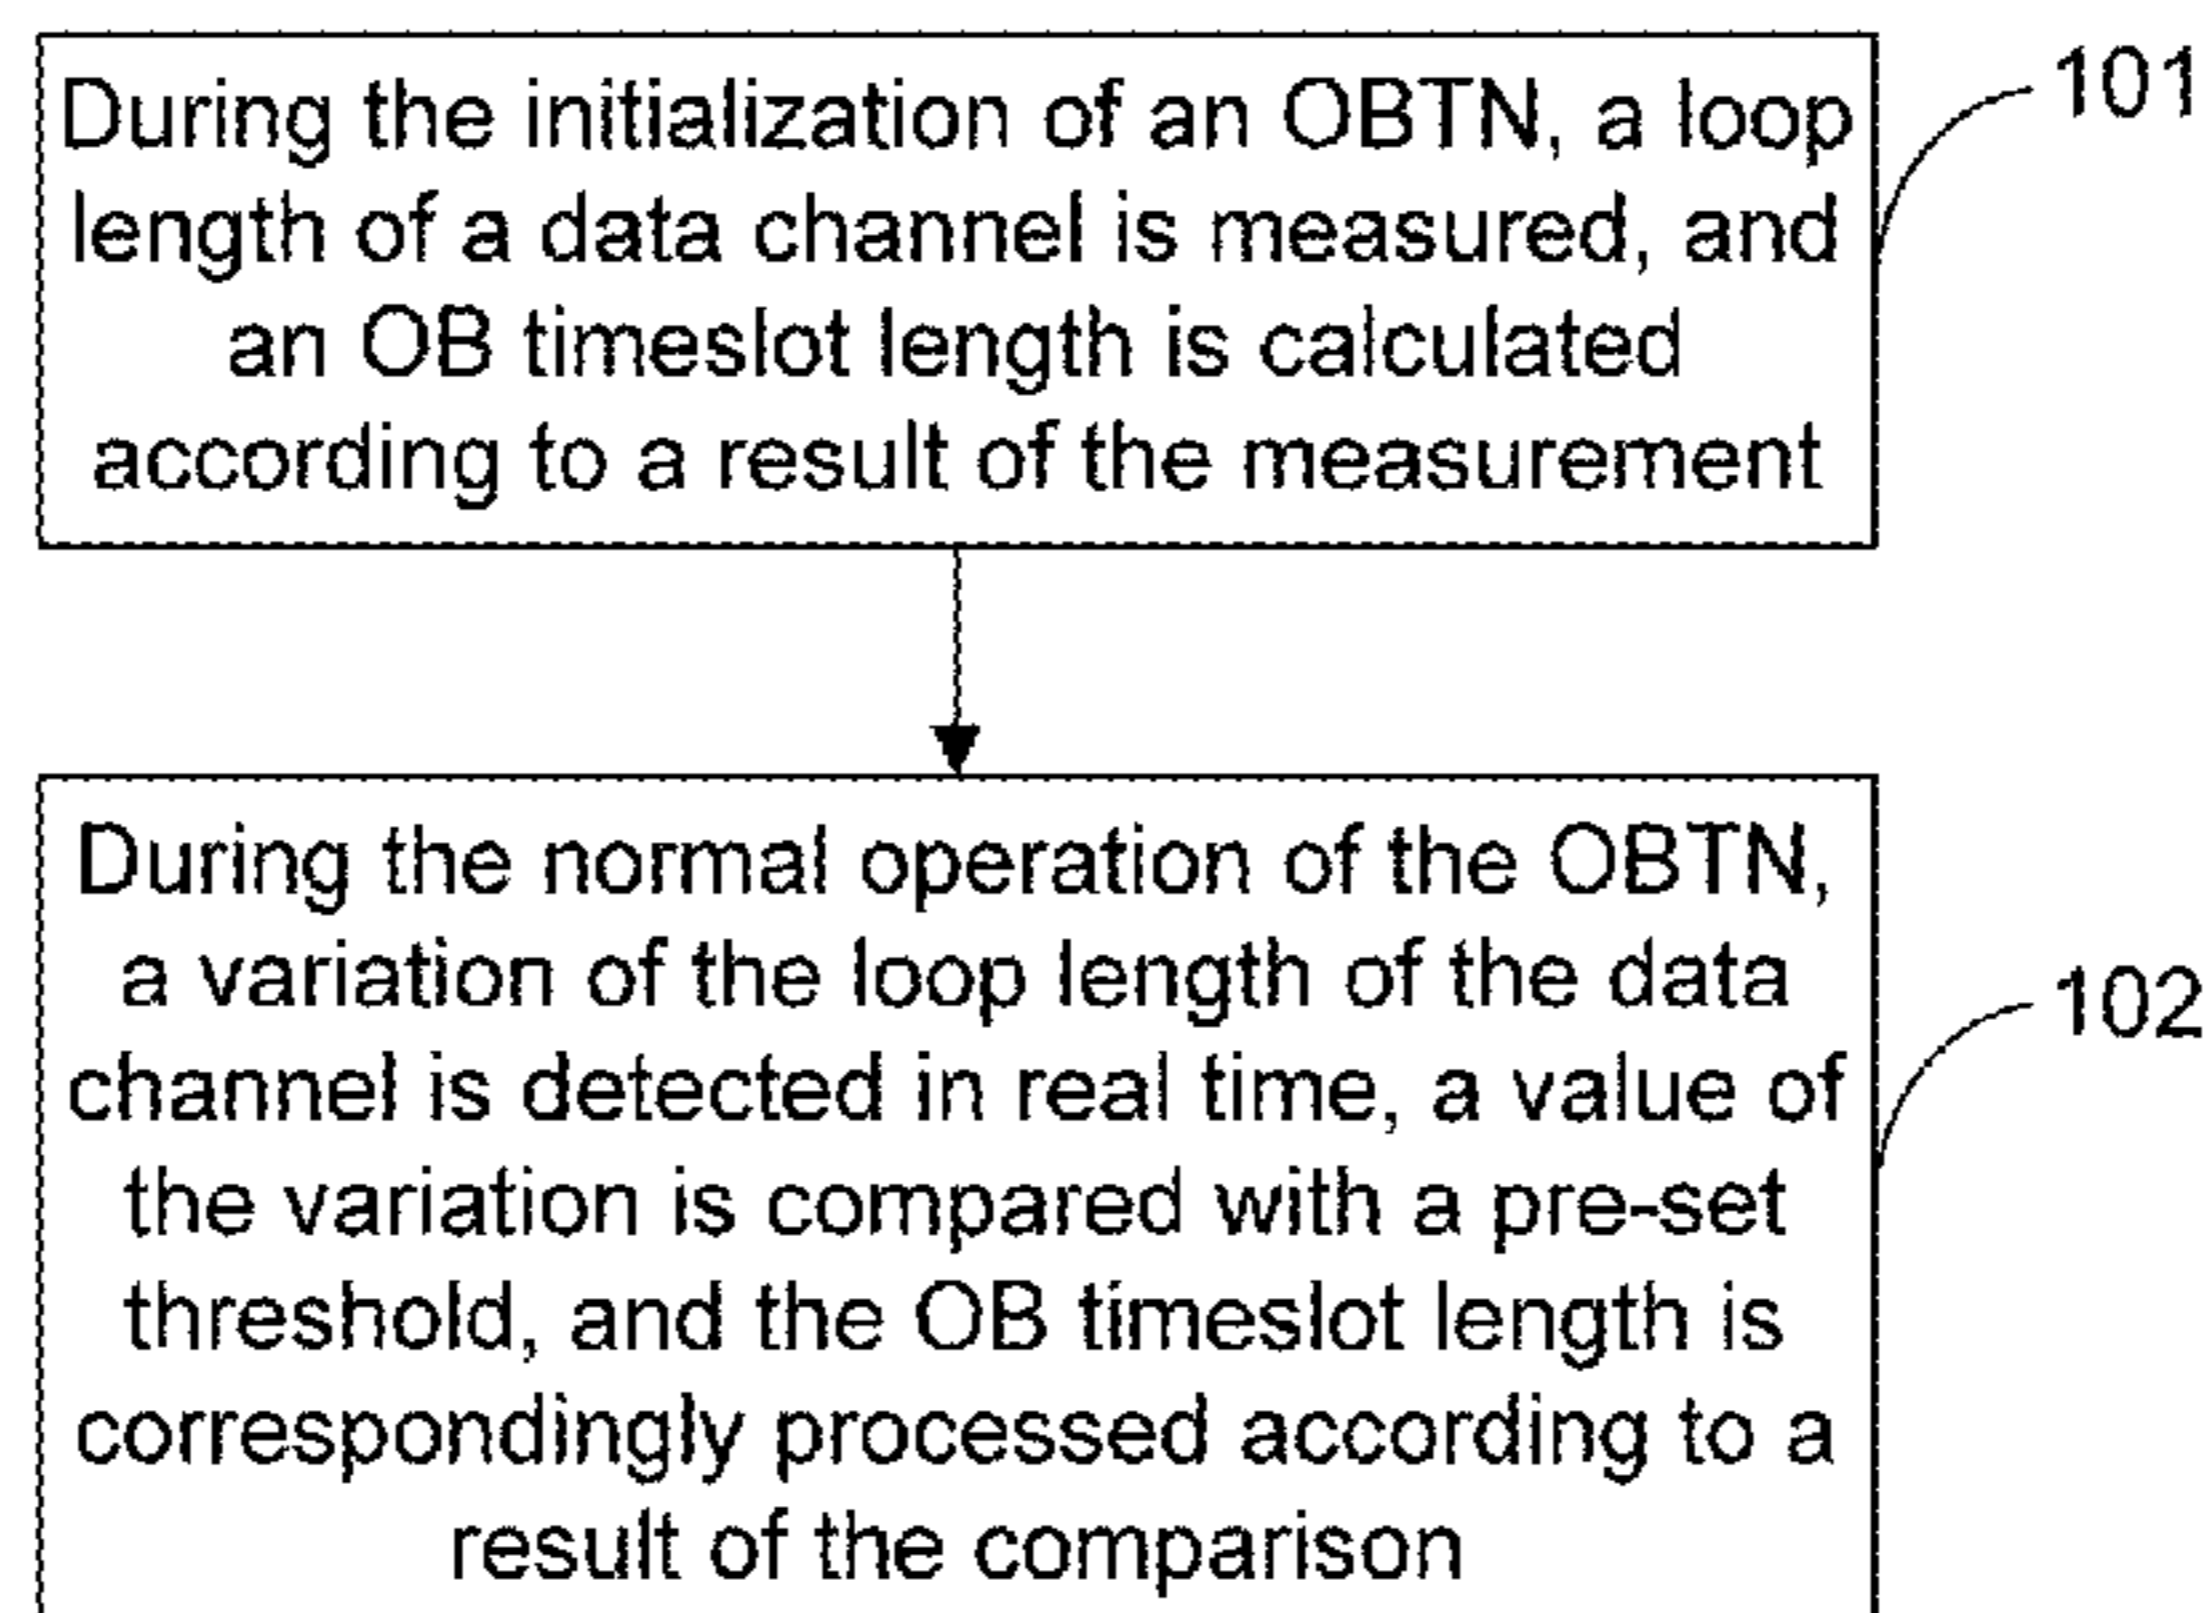 During the initialization of an OBTN, a loop
length of a data channel is measured, and
an OB timeslot length is calculated
according to a result of the measurement
101
During the normal operation of the OBTN,
a variation of the loop length of the data
channel is detected in real time, a value of
the variation is compared with a pre-set
threshold, and the OB timeslot length is
correspondingly processed according to a
result of the comparison
102